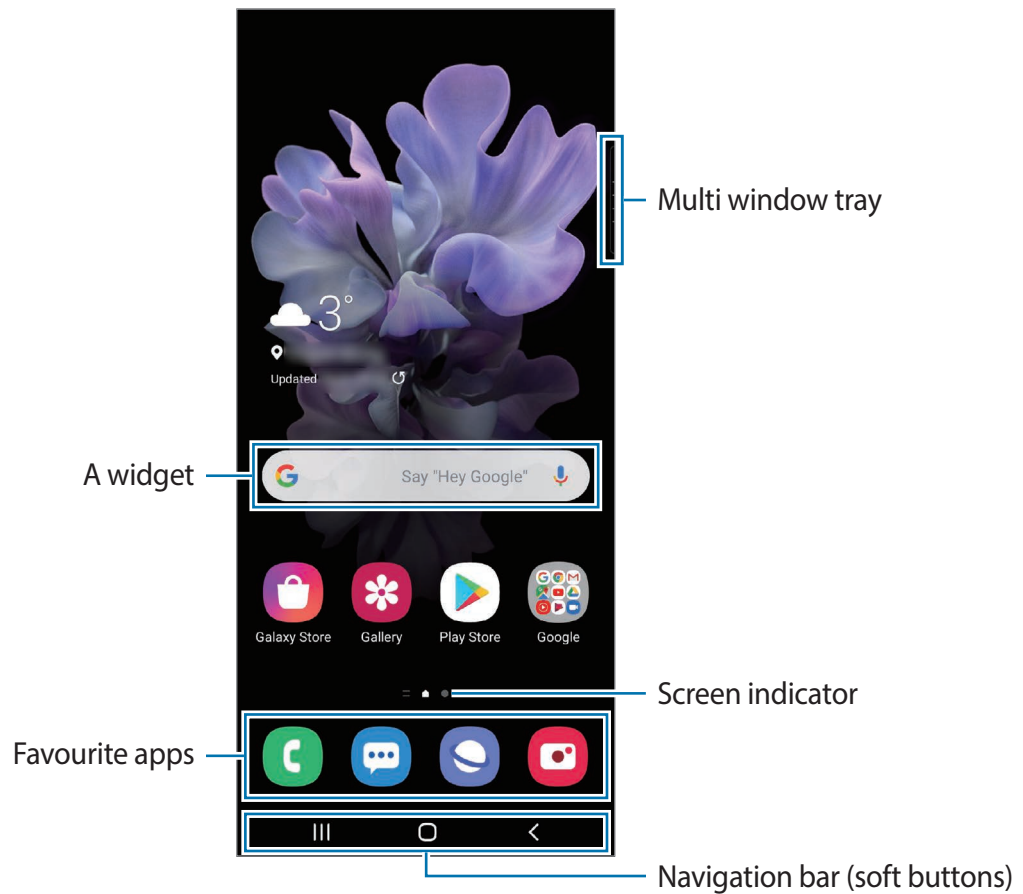 Multi window tray
3°
Updated
A widget
Say "Hey Google"
Galaxy Store
Gallery
Play Store
Google
Screen indicator
Favourite apps
Navigation bar (soft buttons)